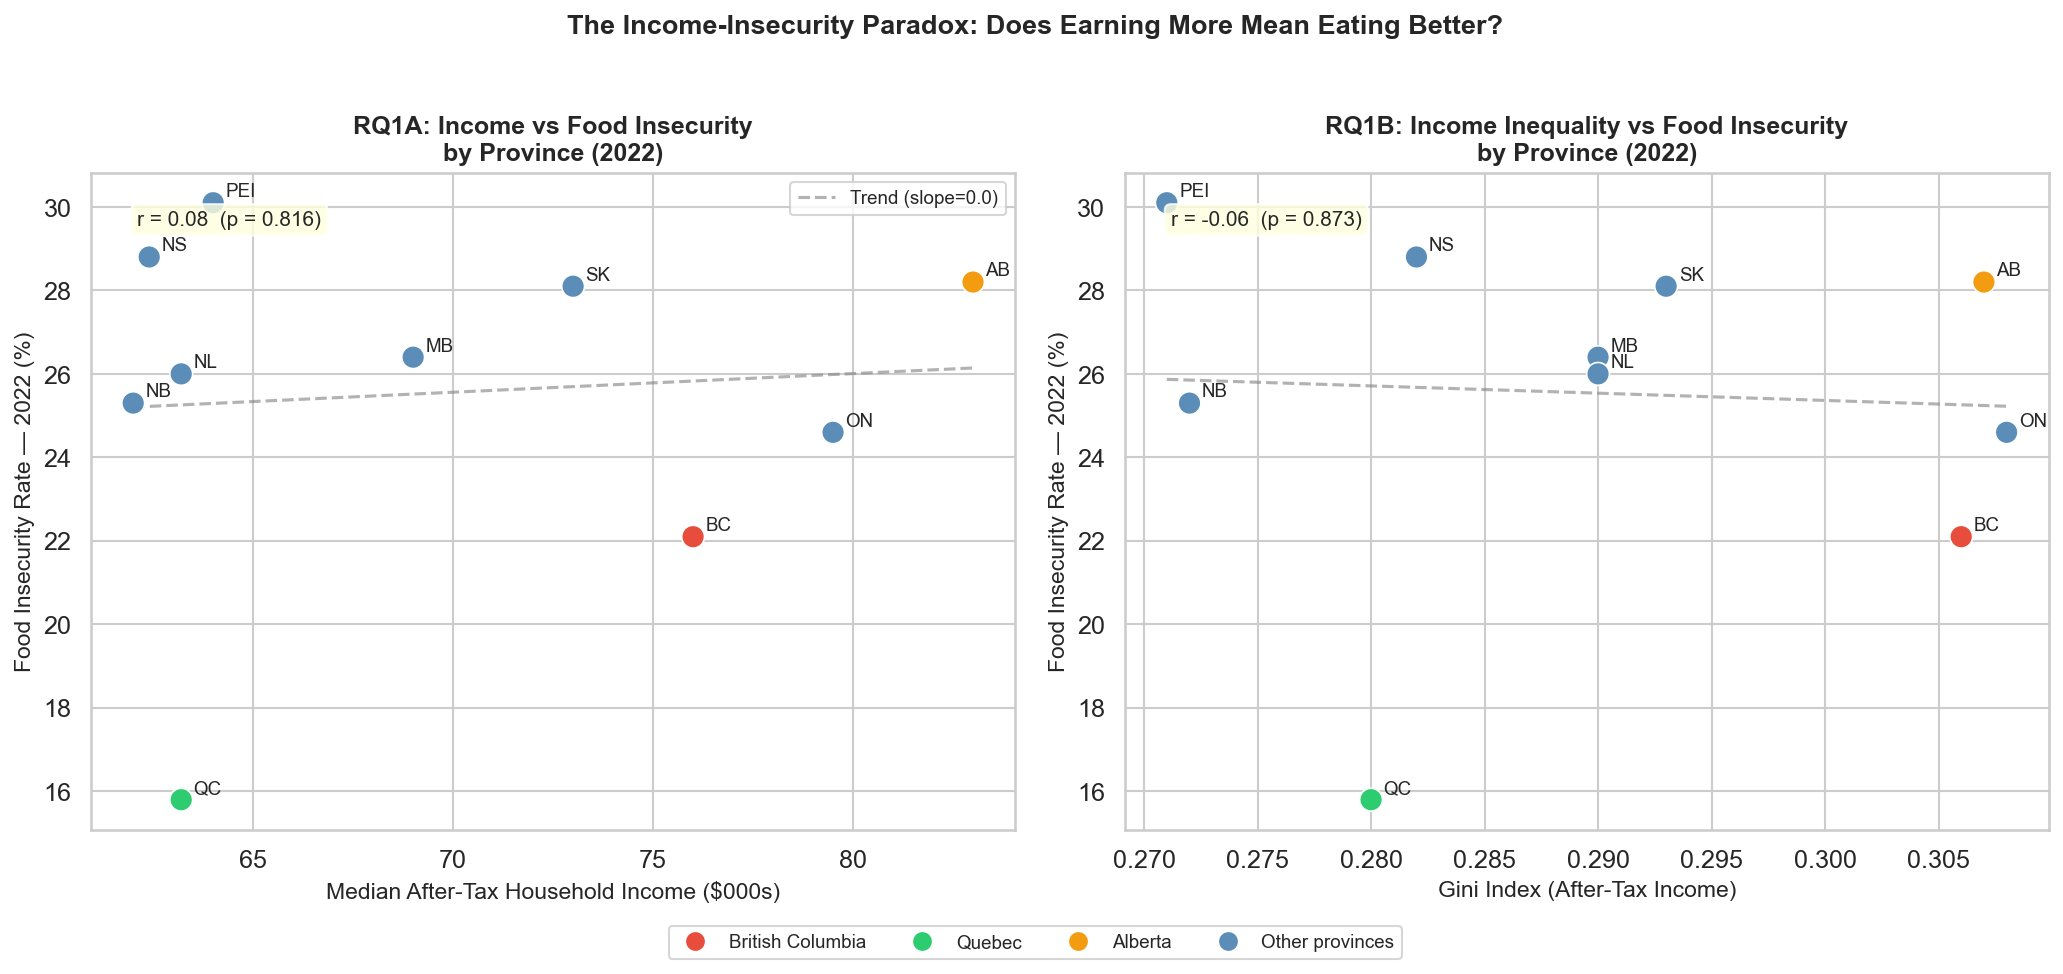 The Income-Insecurity Paradox: Does Earning More Mean Eating Better?
RQ1A: Income vs Food Insecurity
by Province (2022)
Trend (slope=0.0)
r = 0.08  (p = 0.816)
PEI
NS
SK
AB
MB
NL
NB
ON
BC
QC
30
28
26
24
22
20
18
16
Food Insecurity Rate — 2022 (%)
65
70
75
80
Median After-Tax Household Income ($000s)
RQ1B: Income Inequality vs Food Insecurity
by Province (2022)
r = -0.06  (p = 0.873)
PEI
NS
SK
AB
MB
NL
NB
ON
BC
QC
30
28
26
24
22
20
18
16
Food Insecurity Rate — 2022 (%)
0.270
0.275
0.280
0.285
0.290
0.295
0.300
0.305
Gini Index (After-Tax Income)
British Columbia
Quebec
Alberta
Other provinces